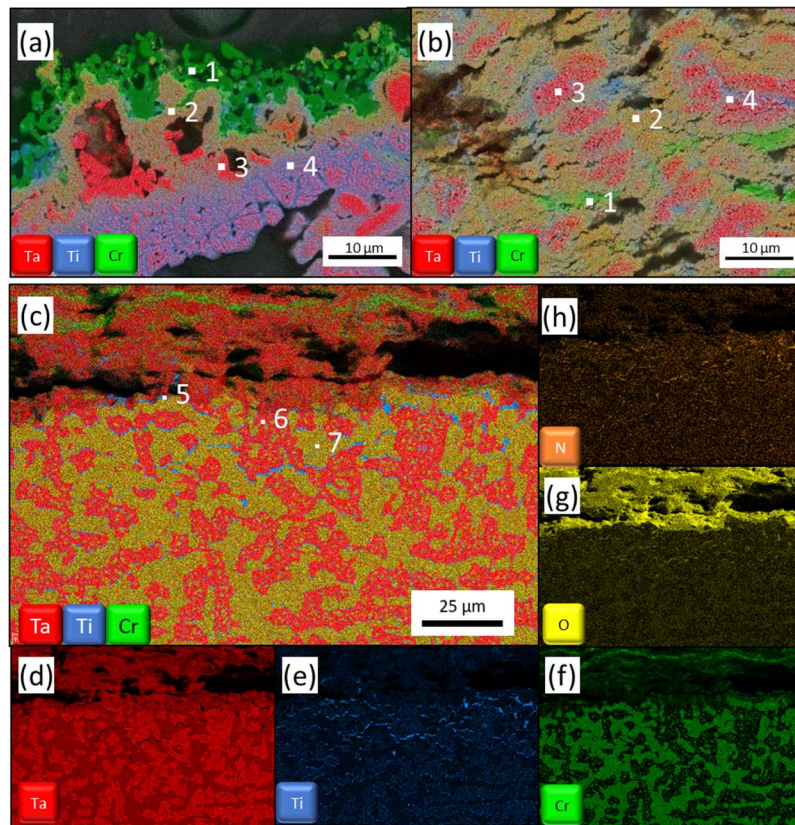 (a)
1
2
3
4
Ta Ti Cr
10 µm
(b)
3
4
2
1
Ta Ti Cr
10 µm
(c)
5
6
7
Ta Ti Cr
25 µm
(h)
N
(g)
O
(d)
Ta
(e)
Ti
(f)
Cr